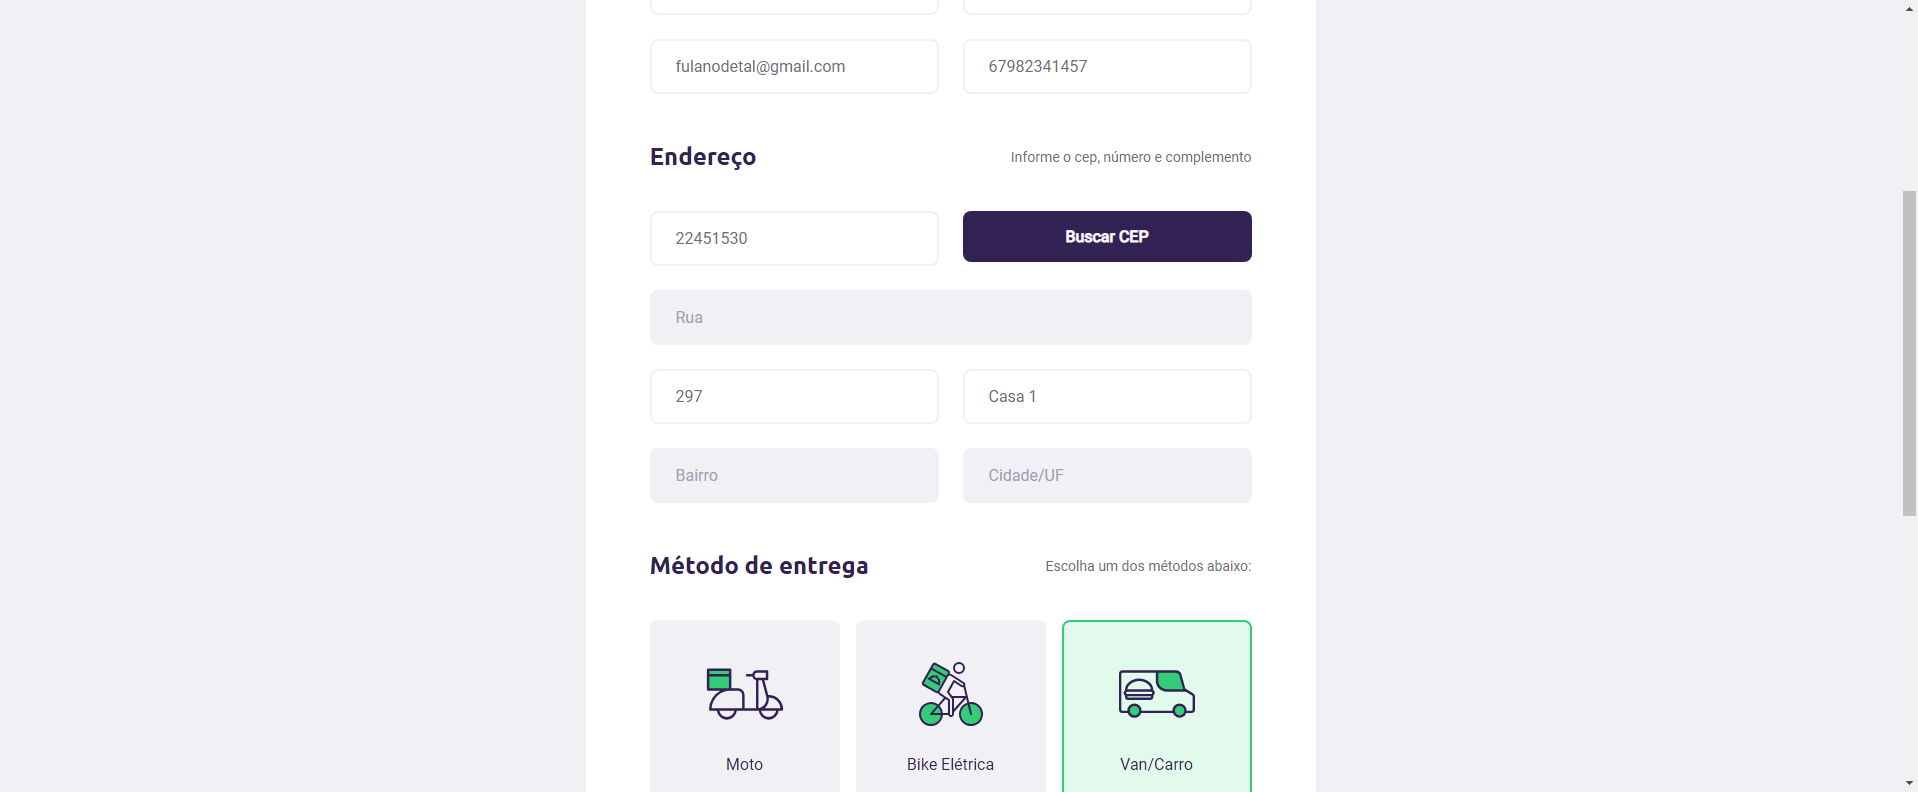 fulanodetal@gmail.com
67982341457
Endereço
Informe o cep, número e complemento
22451530
Buscar CEP
Rua
297
Casa 1
Bairro
Cidade/UF
Método de entrega
Escolha um dos métodos abaixo:
Moto
Bike Elétrica
Van/Carro